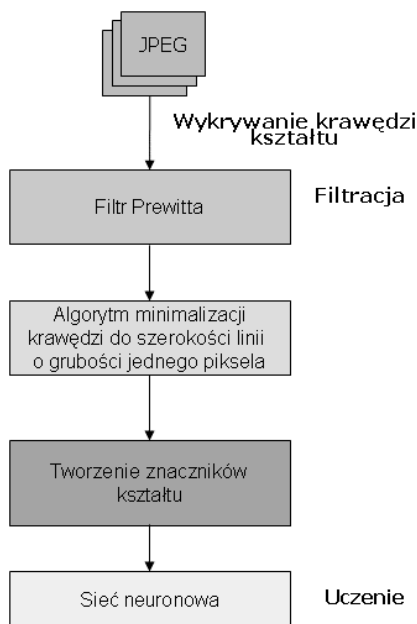 JPEG
Wykrywanie krawędzi
kształtu
Filtr Prewitta
Filtracja
Algorytm minimalizacji
krawędzi do szerokości linii
o grubości jednego piksela
Tworzenie znaczników
kształtu
Sieć neuronowa
Uczenie